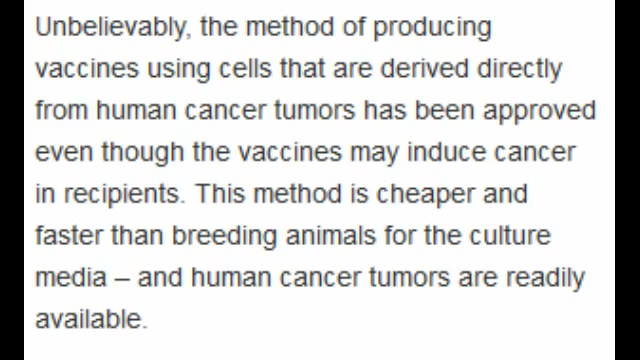 Unbelievably, the method of producing
vaccines using cells that are derived directly
from human cancer tumors has been approved
even though the vaccines may induce cancer
in recipients. This method is cheaper and
faster than breeding animals for the culture
media – and human cancer tumors are readily
available.